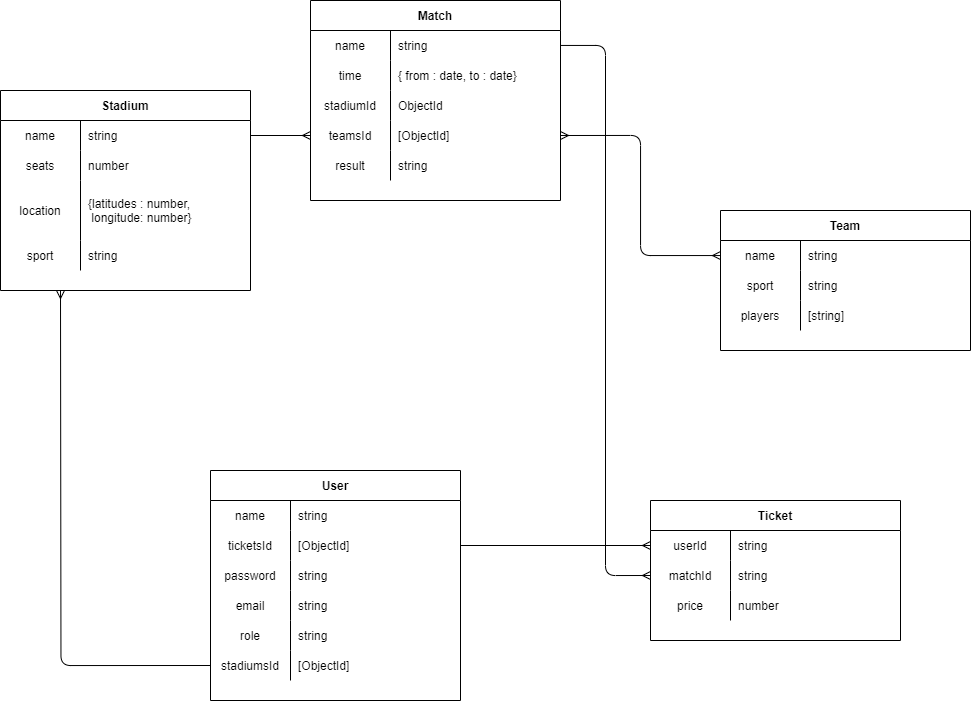 Match
name string
time { from : date, to : date}
stadiumId ObjectId
teamsId [ObjectId]
result string
Stadium
name string
seats number
location {latitudes : number,
longitude: number}
sport string
Team
name string
sport string
players [string]
User
name string
ticketsId [ObjectId]
password string
email string
role string
stadiumsId [ObjectId]
Ticket
userId string
matchId string
price number